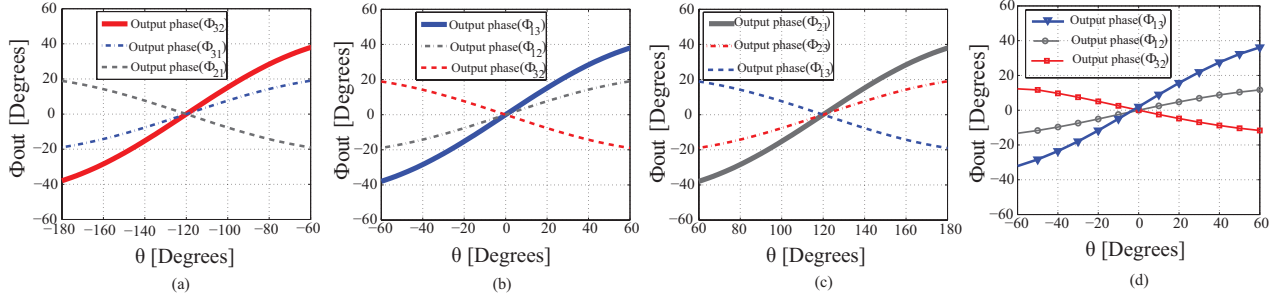 60
40
20
0
−20
−40
−60
Φout [Degrees]
Output phase(Φ32)
Output phase(Φ31)
Output phase(Φ21)
−180 −160 −140 −120 −100 −80 −60
θ [Degrees]
(a)
60
40
20
0
−20
−40
−60
Φout [Degrees]
Output phase(Φ13)
Output phase(Φ12)
Output phase(Φ32)
−60 −40 −20 0 20 40 60
θ [Degrees]
(b)
60
40
20
0
−20
−40
−60
Φout [Degrees]
Output phase(Φ21)
Output phase(Φ23)
Output phase(Φ13)
60 80 100 120 140 160 180
θ [Degrees]
(c)
60
40
20
0
−20
−40
−60
Φout [Degrees]
Output phase(Φ13)
Output phase(Φ12)
Output phase(Φ32)
−60 −40 −20 0 20 40 60
θ [Degrees]
(d)